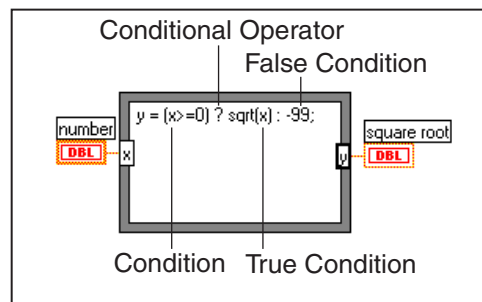 Conditional Operator
False Condition
y = (x>=0) ? sqrt(x) : -99;
number
square root
DBL
x
y
DBL
Condition
True Condition